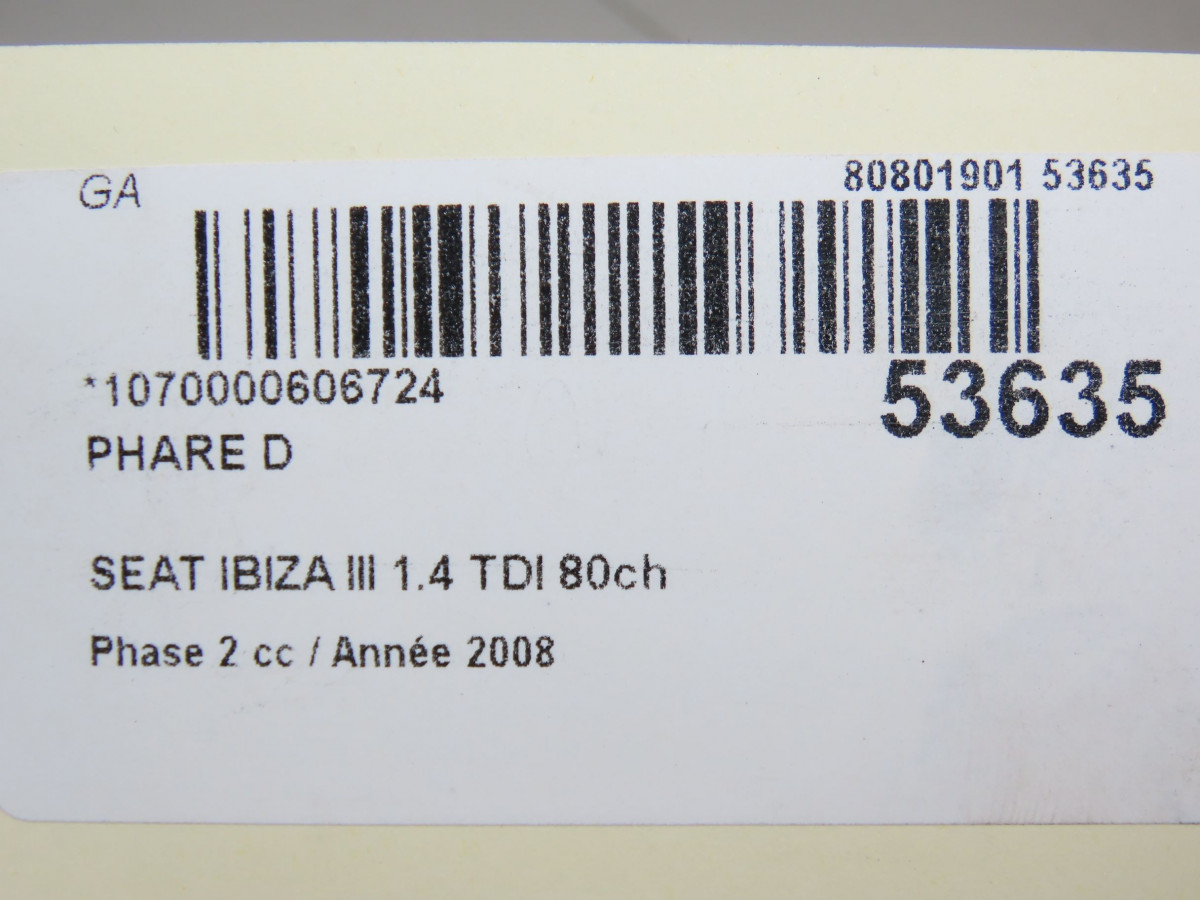 GA
80801901 53635
*1070000606724
53635
PHARE D
SEAT IBIZA III 1.4 TDI 80ch
Phase 2 cc / Année 2008